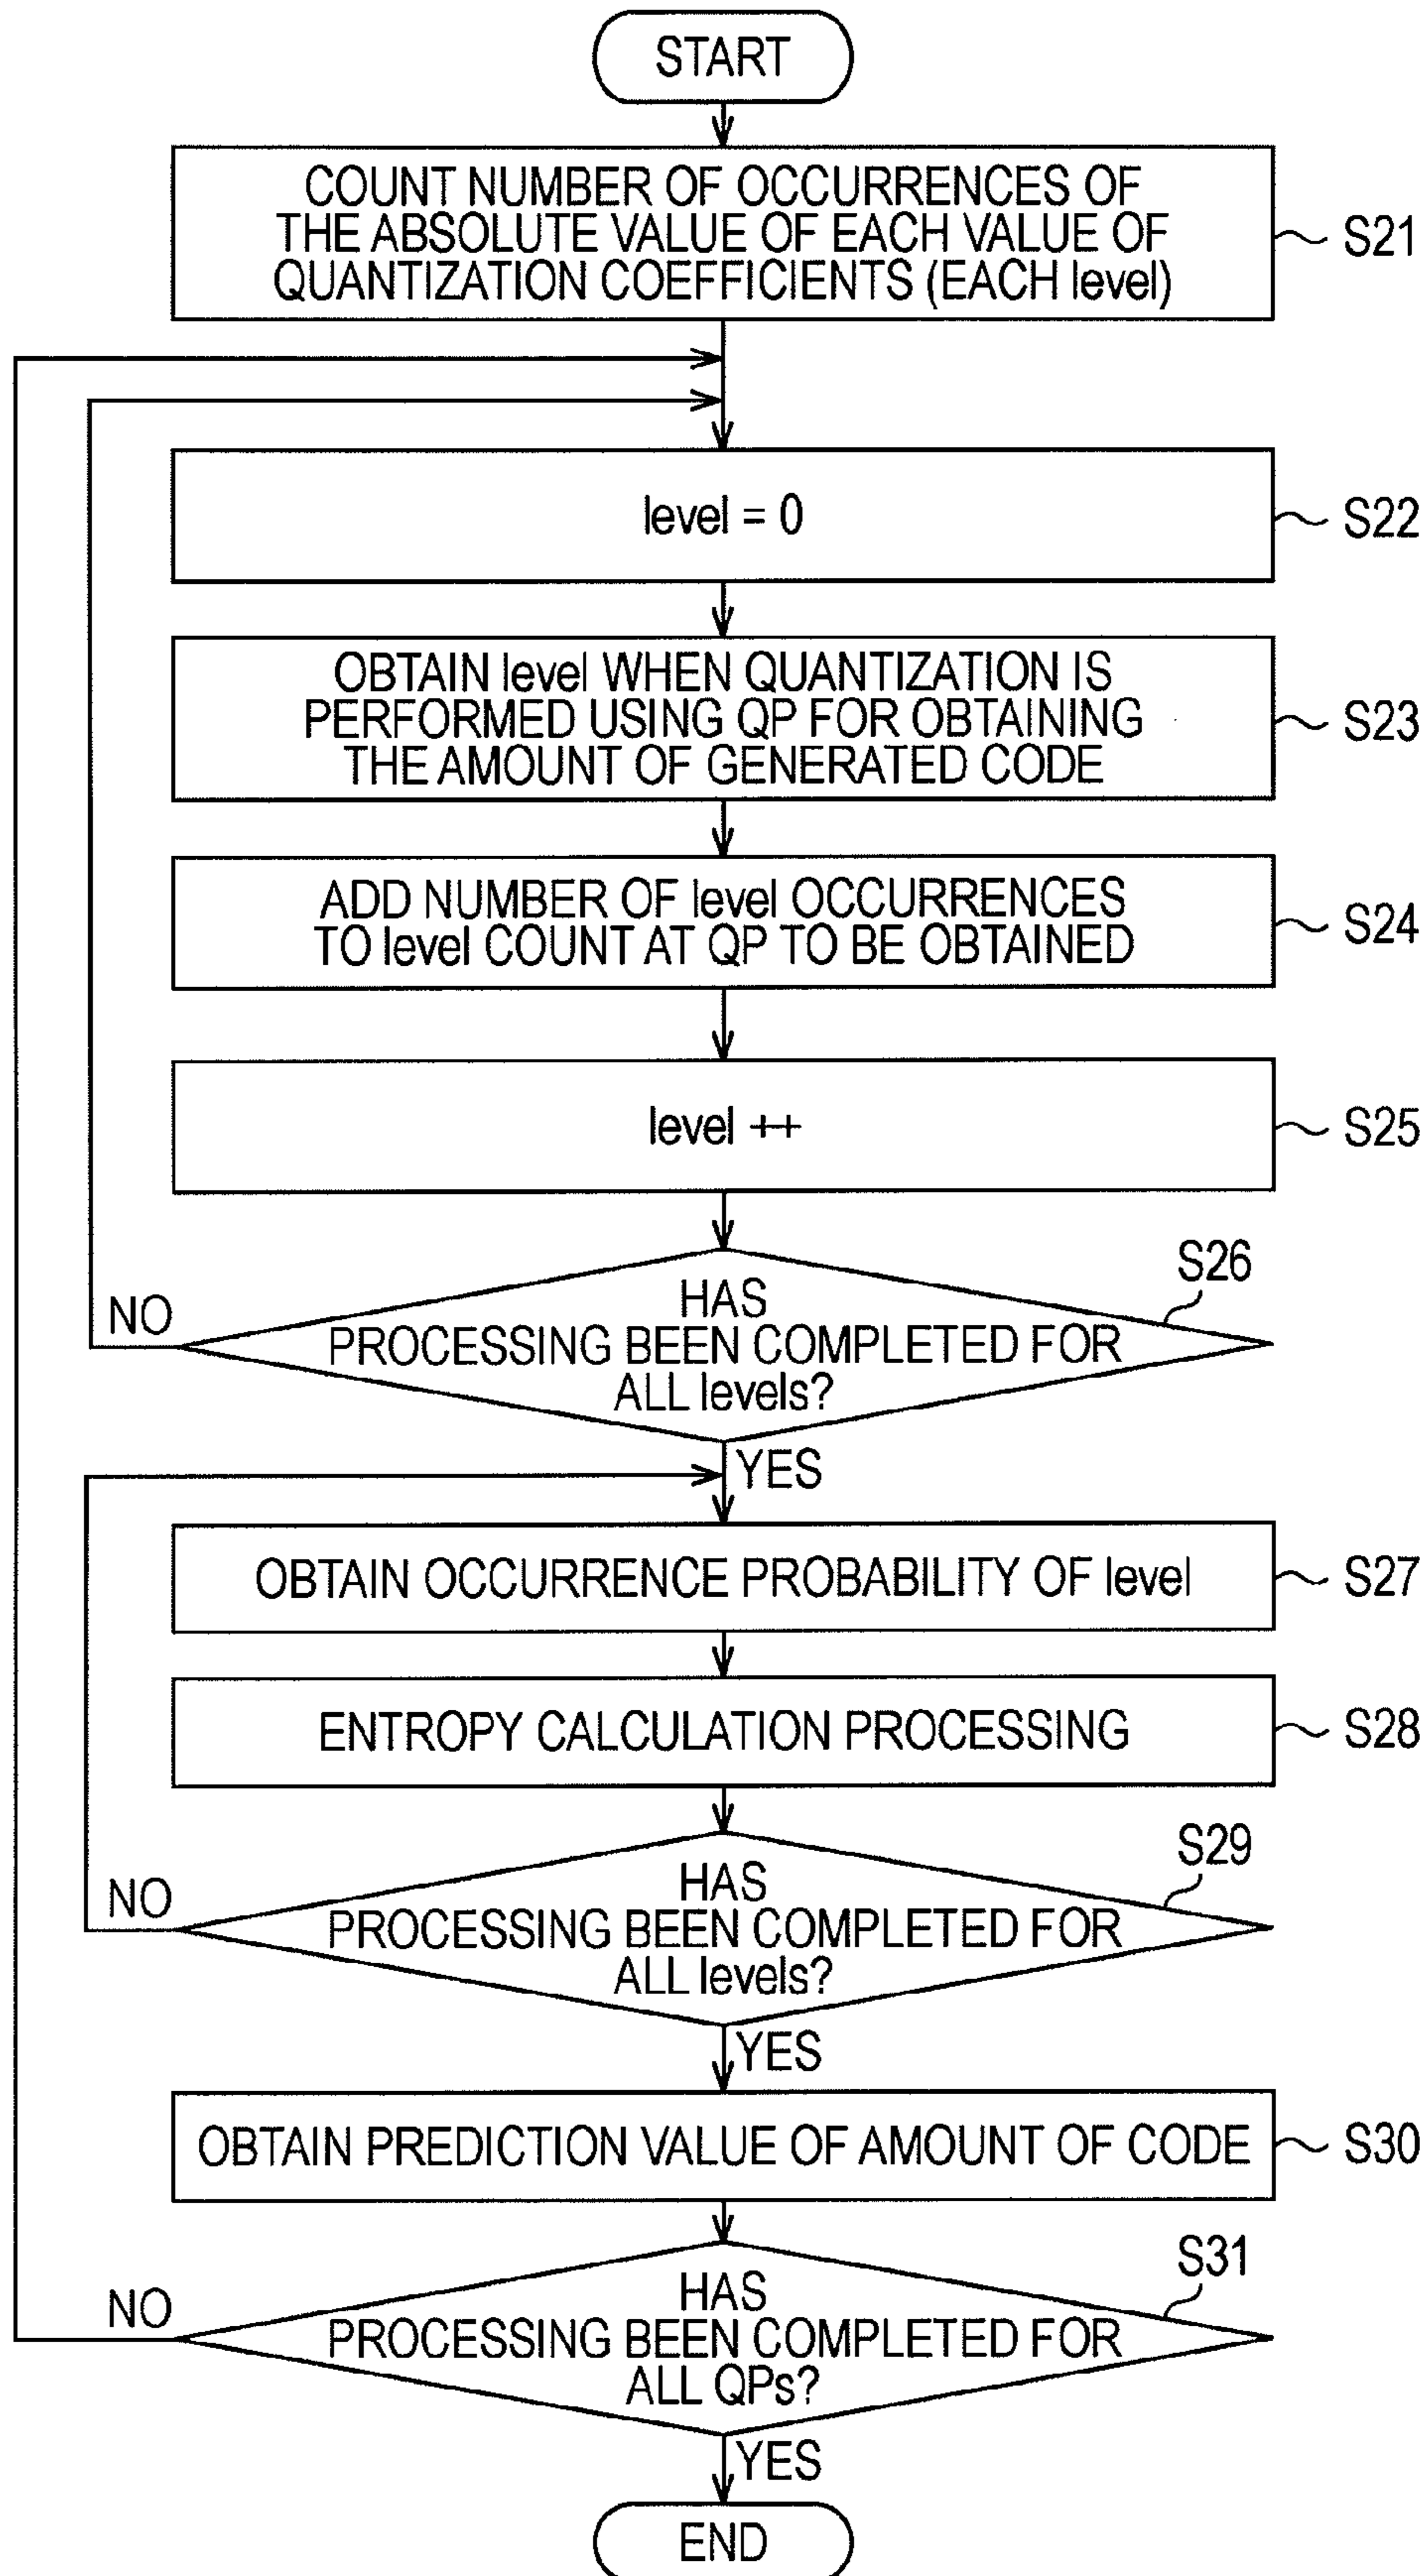 START
COUNT NUMBER OF OCCURRENCES OF
THE ABSOLUTE VALUE OF EACH VALUE OF
QUANTIZATION COEFFICIENTS (EACH level)
S21
level = 0
S22
OBTAIN level WHEN QUANTIZATION IS
PERFORMED USING QP FOR OBTAINING
THE AMOUNT OF GENERATED CODE
S23
ADD NUMBER OF level OCCURRENCES
TO level COUNT AT QP TO BE OBTAINED
S24
level ++
S25
S26
HAS
PROCESSING BEEN COMPLETED FOR
ALL levels?
NO
YES
OBTAIN OCCURRENCE PROBABILITY OF level
S27
ENTROPY CALCULATION PROCESSING
S28
S29
HAS
PROCESSING BEEN COMPLETED FOR
ALL levels?
NO
YES
OBTAIN PREDICTION VALUE OF AMOUNT OF CODE
S30
S31
HAS
PROCESSING BEEN COMPLETED FOR
ALL QPs?
NO
YES
END